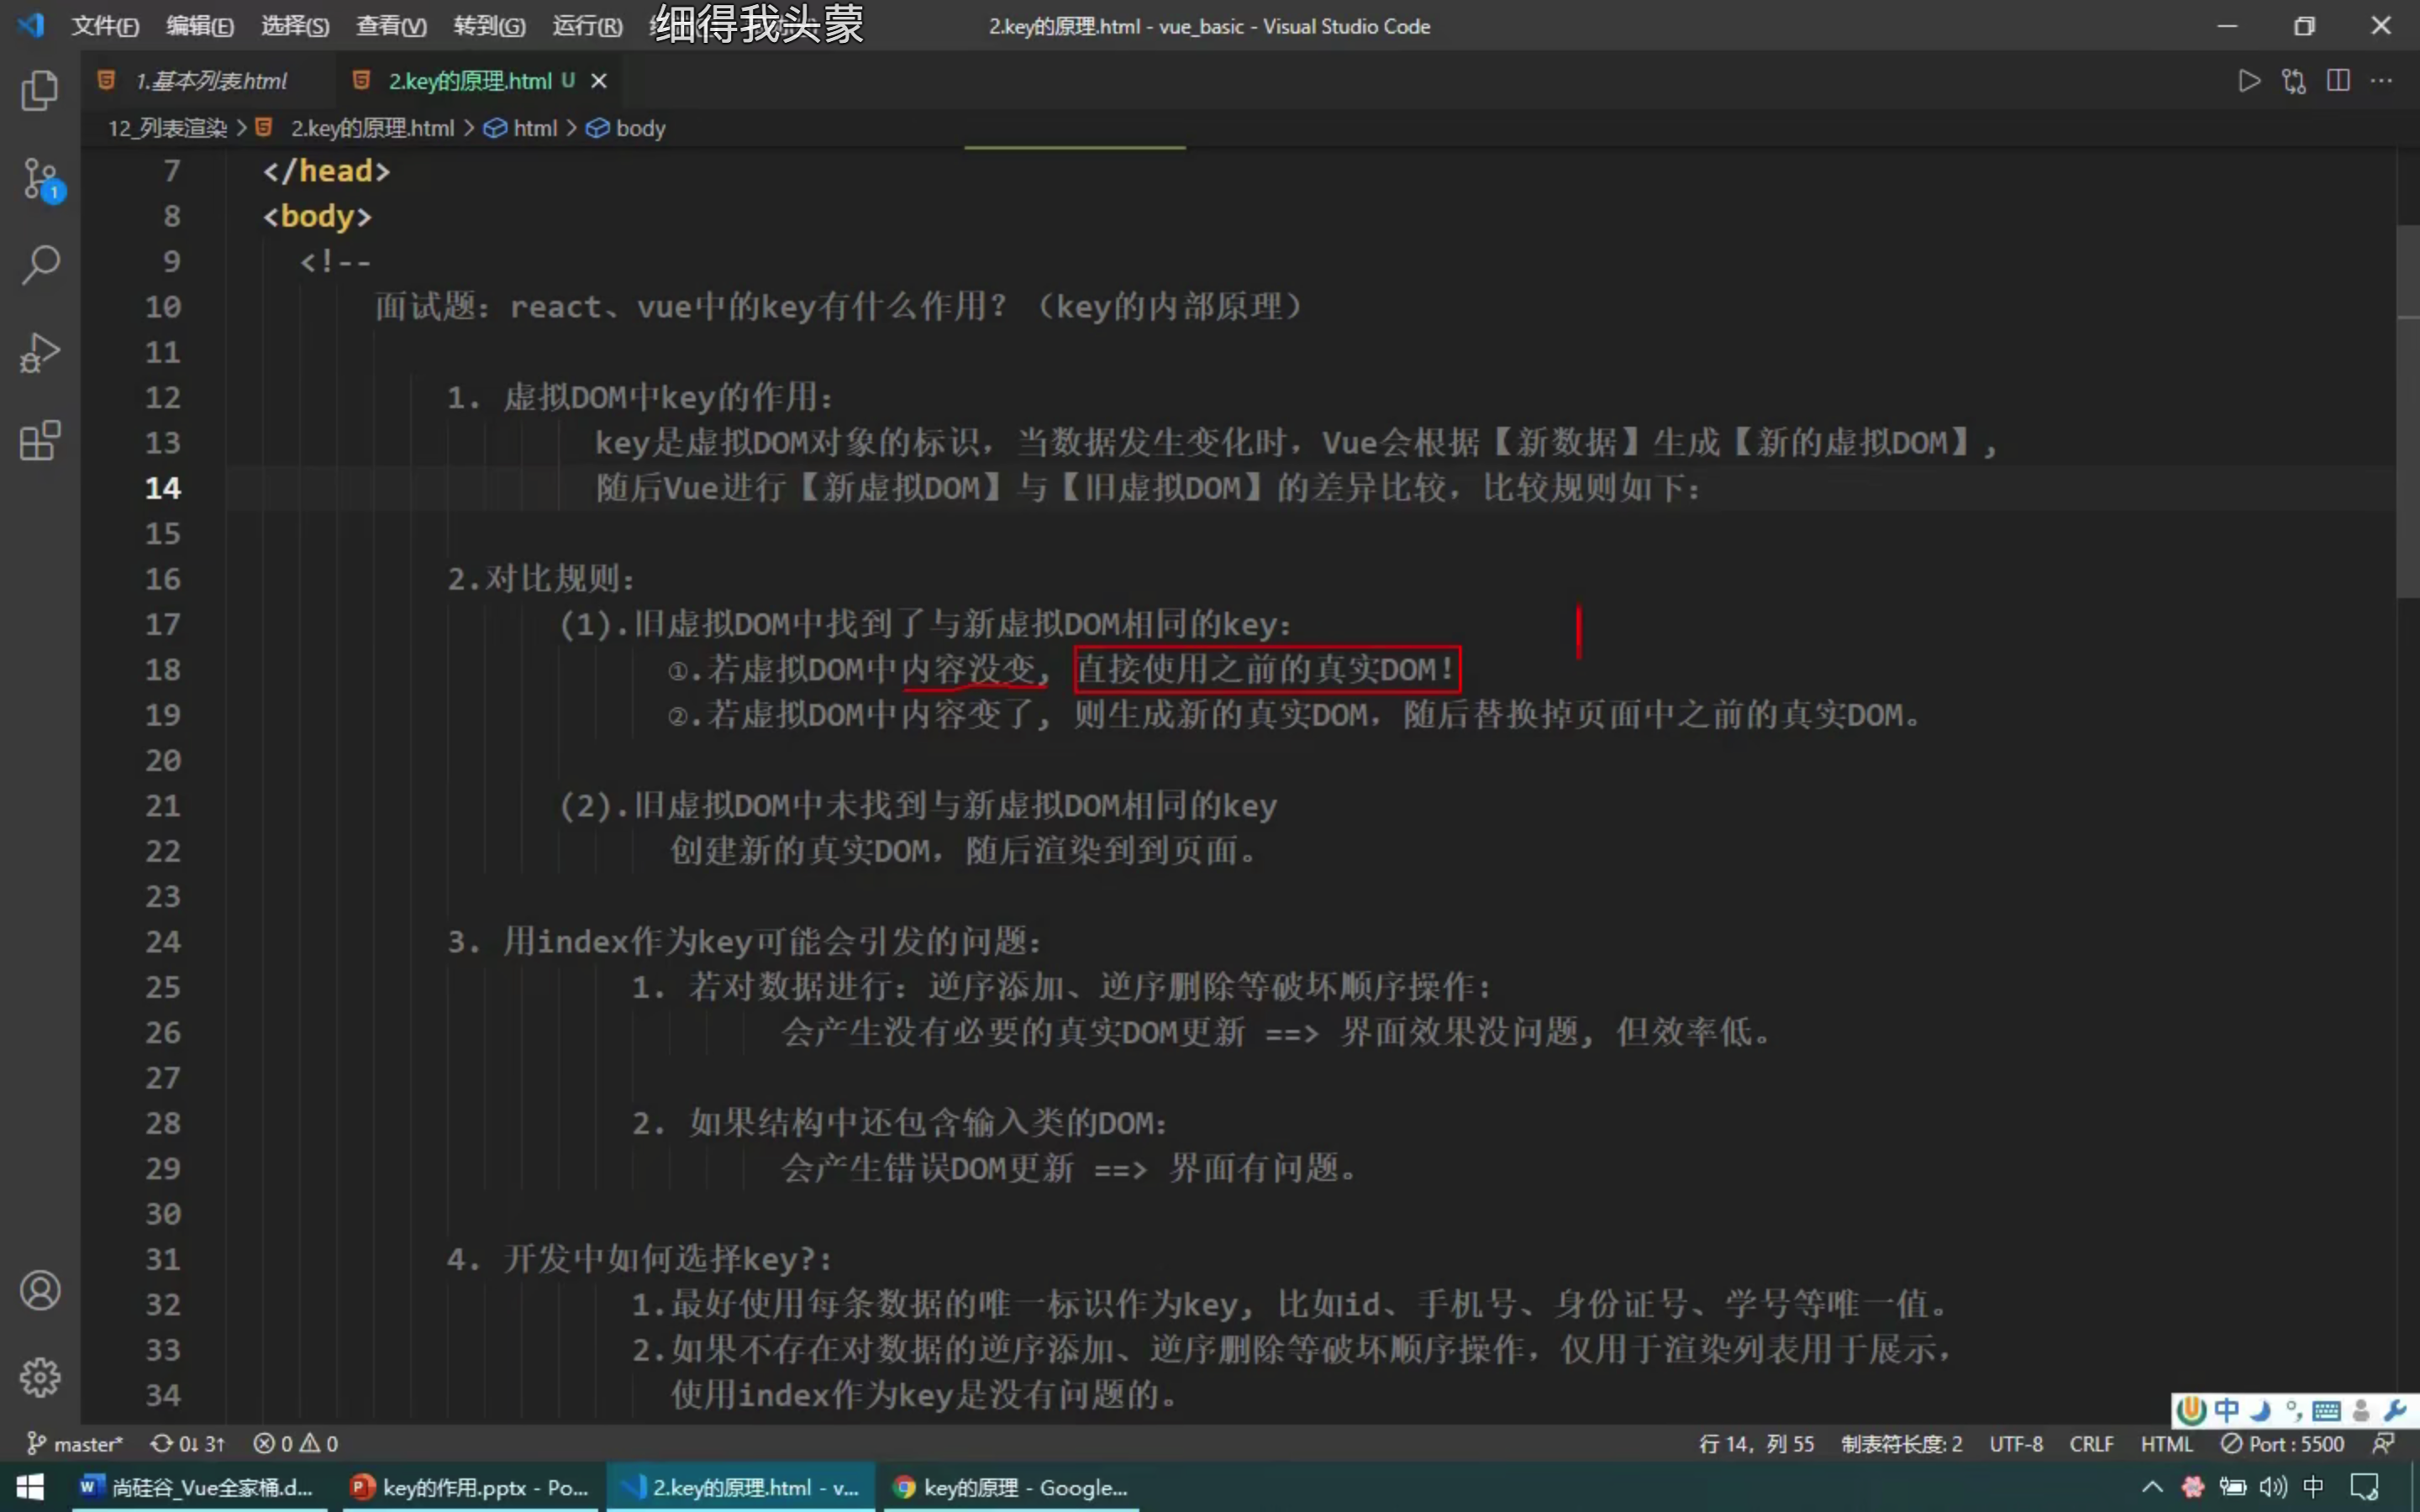 文件(F) 编辑(E) 选择(S) 查看(V) 转到(G) 运行(R) 细得我头蒙 2.key的原理.html - vue_basic - Visual Studio Code
1.基本列表.html 2.key的原理.html U
12_列表渲染 > 2.key的原理.html > html > body
7 </head>
8 <body>
9 <!--
10 面试题：react、vue中的key有什么作用？（key的内部原理）
11
12 1. 虚拟DOM中key的作用：
13 key是虚拟DOM对象的标识，当数据发生变化时，Vue会根据【新数据】生成【新的虚拟DOM】,
14 随后Vue进行【新虚拟DOM】与【旧虚拟DOM】的差异比较，比较规则如下：
15
16 2.对比规则：
17 (1).旧虚拟DOM中找到了与新虚拟DOM相同的key：
18 ①.若虚拟DOM中内容没变, 直接使用之前的真实DOM！
19 ②.若虚拟DOM中内容变了, 则生成新的真实DOM，随后替换掉页面中之前的真实DOM。
20
21 (2).旧虚拟DOM中未找到与新虚拟DOM相同的key
22 创建新的真实DOM，随后渲染到到页面。
23
24 3. 用index作为key可能会引发的问题：
25 1. 若对数据进行：逆序添加、逆序删除等破坏顺序操作：
26 会产生没有必要的真实DOM更新 ==> 界面效果没问题, 但效率低。
27
28 2. 如果结构中还包含输入类的DOM：
29 会产生错误DOM更新 ==> 界面有问题。
30
31 4. 开发中如何选择key?:
32 1.最好使用每条数据的唯一标识作为key, 比如id、手机号、身份证号、学号等唯一值。
33 2.如果不存在对数据的逆序添加、逆序删除等破坏顺序操作，仅用于渲染列表用于展示，
34 使用index作为key是没有问题的。
中
master* 0↓ 3↑ 0 0 行 14，列 55 制表符长度: 2 UTF-8 CRLF HTML Port : 5500
尚硅谷_Vue全家桶.d... key的作用.pptx - Po... 2.key的原理.html - v... key的原理 - Google... 中